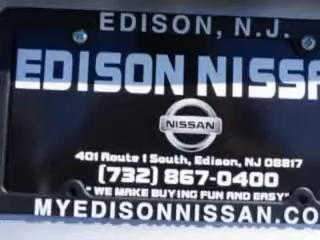 EDISON, N.J.
EDISON NISSA
NISSAN
401 Route 1 South, Edison, NJ 08817
(732) 867-0400
"WE MAKE BUYING FUN AND EASY"
MYEDISONNISSAN.CO